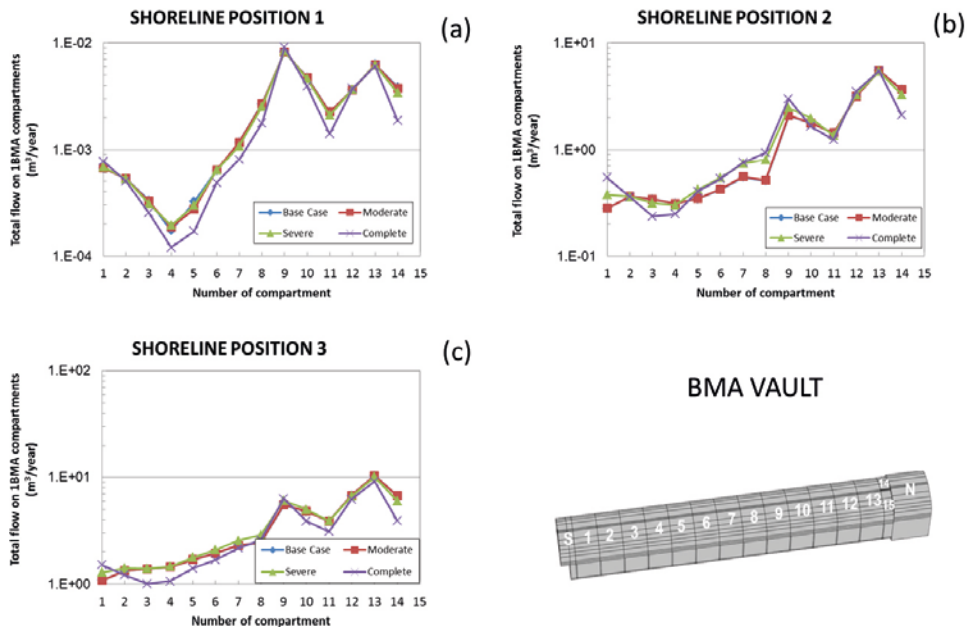 SHORELINE POSITION 1
(a)
Total flow on 1BMA compartments
(m³/year)
1.E-02
1.E-03
1.E-04
Base Case Moderate
Severe Complete
1 2 3 4 5 6 7 8 9 10 11 12 13 14 15
Number of compartment
SHORELINE POSITION 2
(b)
Total flow on 1BMA compartments
(m³/year)
1.E+01
1.E+00
1.E-01
Base Case Moderate
Severe Complete
1 2 3 4 5 6 7 8 9 10 11 12 13 14 15
Number of compartment
SHORELINE POSITION 3
(c)
Total flow on 1BMA compartments
(m³/year)
1.E+02
1.E+01
1.E+00
Base Case Moderate
Severe Complete
1 2 3 4 5 6 7 8 9 10 11 12 13 14 15
Number of compartment
BMA VAULT
S 1 2 3 4 5 6 7 8 9 10 11 12 13 14 15 N